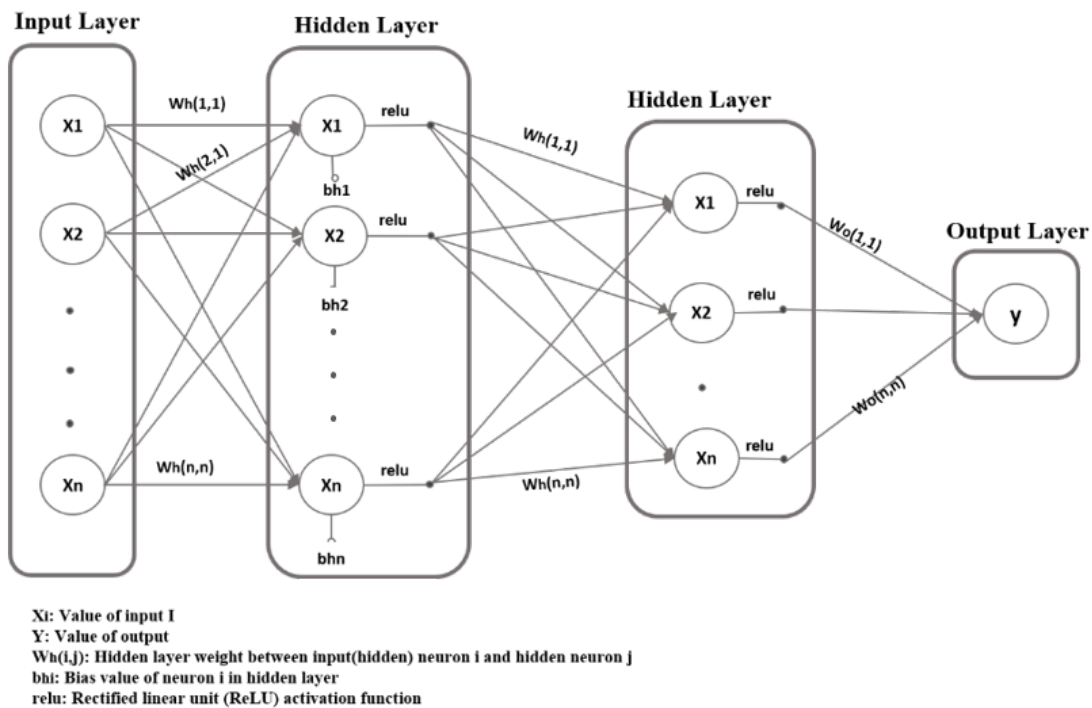 Input Layer
X1
X2
Xn
Wh(1,1)
Wh(2,1)
Wh(n,n)
Hidden Layer
X1
relu
bh1
X2
relu
bh2
Xn
relu
bhn
Wh(1,1)
Wh(n,n)
Hidden Layer
X1
relu
X2
relu
Xn
relu
Wo(1,1)
Wo(n,n)
Output Layer
y
Xi: Value of input I
Y: Value of output
Wh(i,j): Hidden layer weight between input(hidden) neuron i and hidden neuron j
bhi: Bias value of neuron i in hidden layer
relu: Rectified linear unit (ReLU) activation function